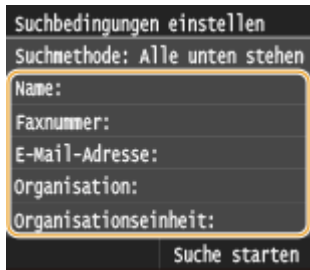 Suchbedingungen einstellen
Suchmethode: Alle unten stehen
Name:
Faxnummer:
E-Mail-Adresse:
Organisation:
Organisationseinheit:
Suche starten